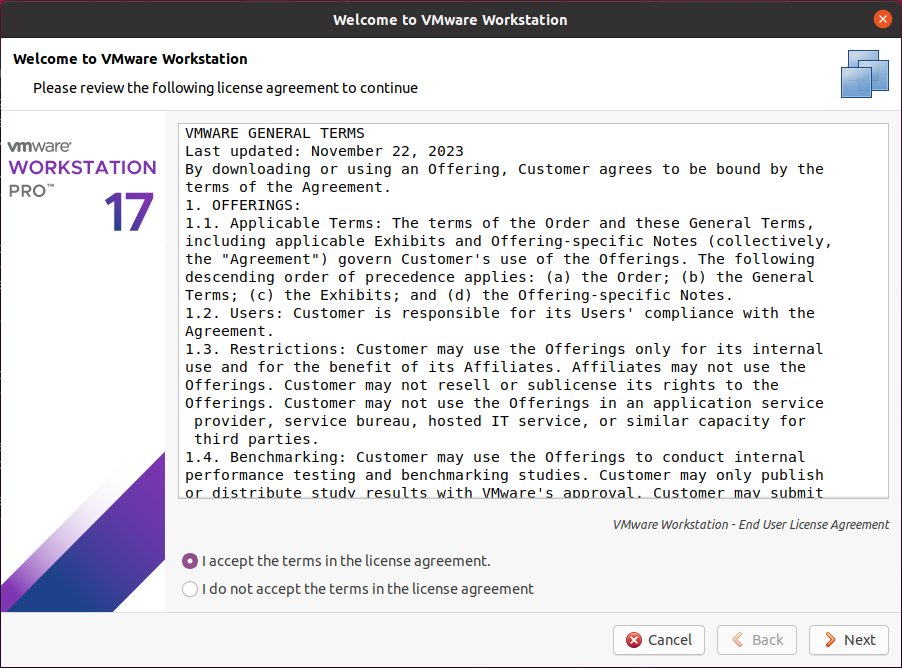 Welcome to VMware Workstation
Welcome to VMware Workstation
Please review the following license agreement to continue
vmware®
WORKSTATION
PRO™
17
VMWARE GENERAL TERMS
Last updated: November 22, 2023
By downloading or using an Offering, Customer agrees to be bound by the
terms of the Agreement.
1. OFFERINGS:
1.1. Applicable Terms: The terms of the Order and these General Terms,
including applicable Exhibits and Offering-specific Notes (collectively,
the "Agreement") govern Customer's use of the Offerings. The following
descending order of precedence applies: (a) the Order; (b) the General
Terms; (c) the Exhibits; and (d) the Offering-specific Notes.
1.2. Users: Customer is responsible for its Users' compliance with the
Agreement.
1.3. Restrictions: Customer may use the Offerings only for its internal
use and for the benefit of its Affiliates. Affiliates may not use the
Offerings. Customer may not resell or sublicense its rights to the
Offerings. Customer may not use the Offerings in an application service
provider, service bureau, hosted IT service, or similar capacity for
third parties.
1.4. Benchmarking: Customer may use the Offerings to conduct internal
performance testing and benchmarking studies. Customer may only publish
or distribute study results with VMware's approval. Customer may submit
VMware Workstation - End User License Agreement
I accept the terms in the license agreement.
I do not accept the terms in the license agreement
Cancel
Back
Next